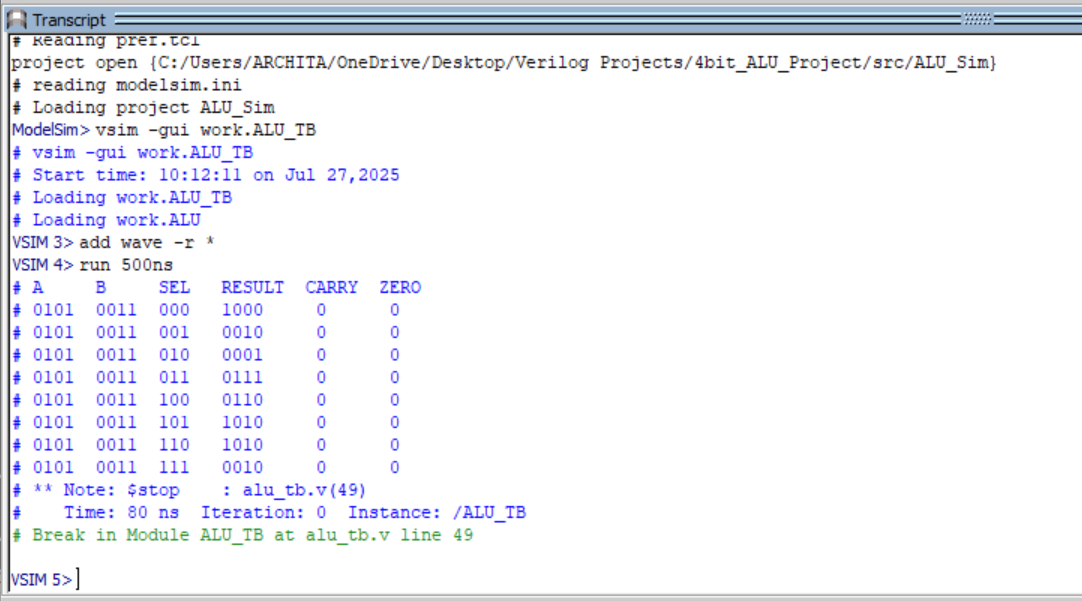 Transcript
# Reading pref.tcl
project open {C:/Users/ARCHITA/OneDrive/Desktop/Verilog Projects/4bit_ALU_Project/src/ALU_Sim}
# reading modelsim.ini
# Loading project ALU_Sim
ModelSim> vsim -gui work.ALU_TB
# vsim -gui work.ALU_TB
# Start time: 10:12:11 on Jul 27,2025
# Loading work.ALU_TB
# Loading work.ALU
VSIM 3> add wave -r *
VSIM 4> run 500ns
# A     B      SEL    RESULT   CARRY   ZERO
# 0101   0011   000    1000       0        0
# 0101   0011   001    0010       0        0
# 0101   0011   010    0001       0        0
# 0101   0011   011    0111       0        0
# 0101   0011   100    0110       0        0
# 0101   0011   101    1010       0        0
# 0101   0011   110    1010       0        0
# 0101   0011   111    0010       0        0
# ** Note: $stop    : alu_tb.v(49)
#    Time: 80 ns  Iteration: 0  Instance: /ALU_TB
# Break in Module ALU_TB at alu_tb.v line 49
VSIM 5>